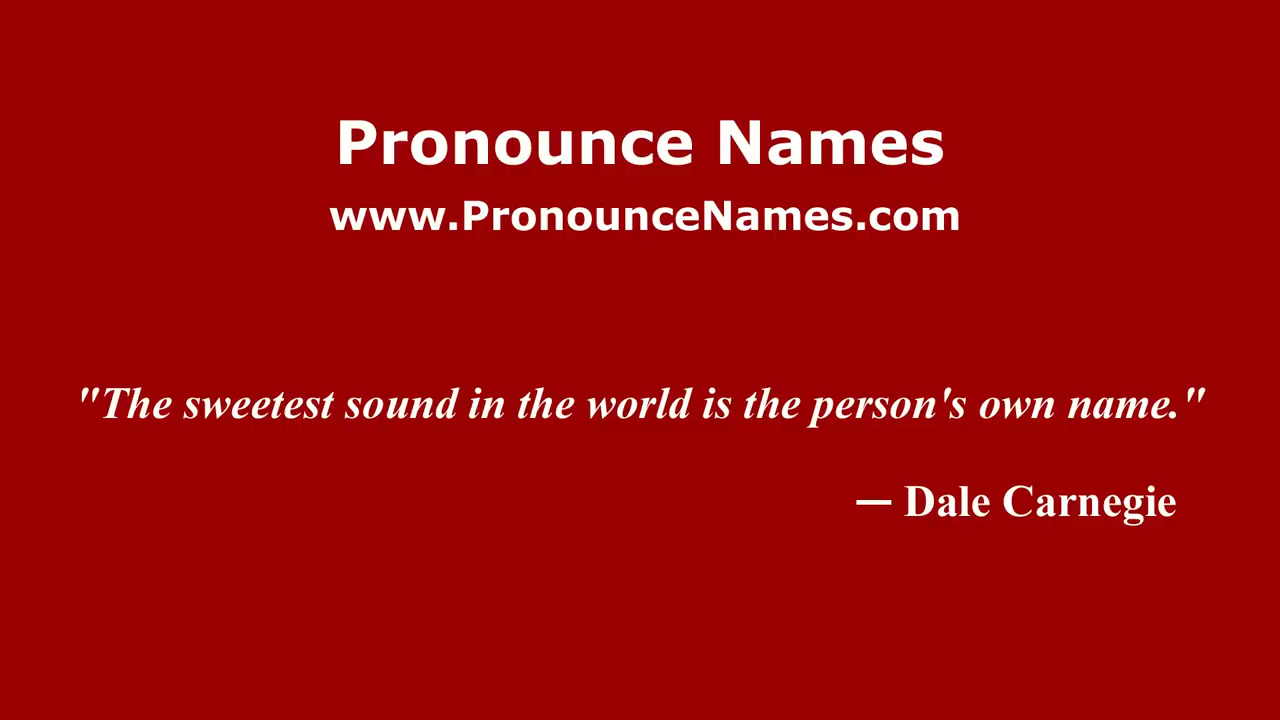 Pronounce Names
www.PronounceNames.com
"The sweetest sound in the world is the person's own name."
— Dale Carnegie